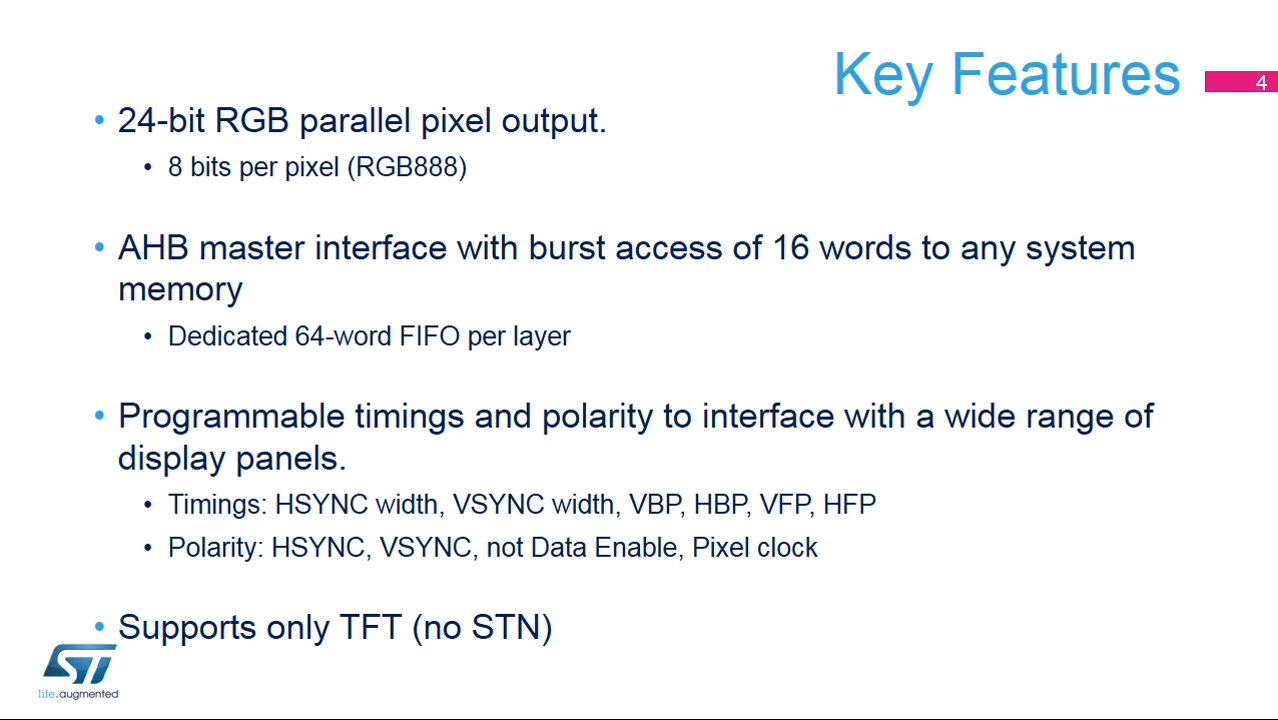 Key Features
4
• 24-bit RGB parallel pixel output.
• 8 bits per pixel (RGB888)
• AHB master interface with burst access of 16 words to any system
memory
• Dedicated 64-word FIFO per layer
• Programmable timings and polarity to interface with a wide range of
display panels.
• Timings: HSYNC width, VSYNC width, VBP, HBP, VFP, HFP
• Polarity: HSYNC, VSYNC, not Data Enable, Pixel clock
• Supports only TFT (no STN)
ST
life.augmented